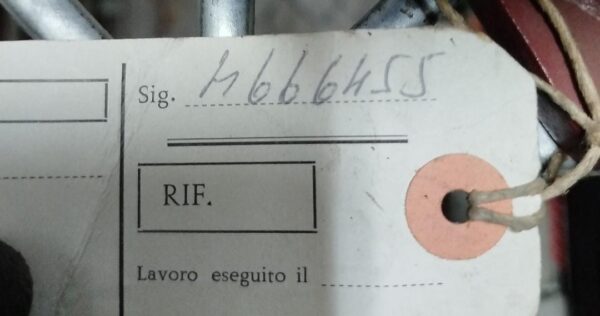 Sig. M666455
RIF.
Lavoro eseguito il